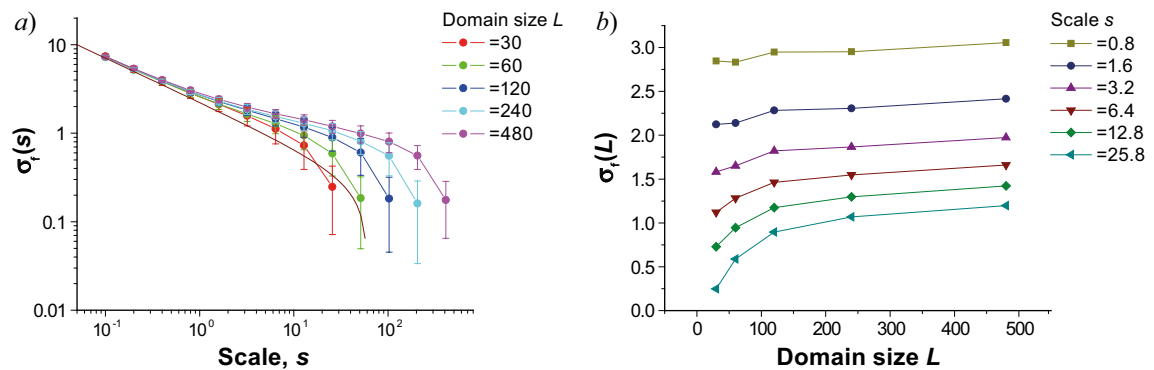 a)
Domain size L
=30
=60
=120
=240
=480
10
1
0.1
0.01
σf(s)
10⁻¹ 10⁰ 10¹ 10²
Scale, s
b)
Scale s
=0.8
=1.6
=3.2
=6.4
=12.8
=25.8
3.0
2.5
2.0
1.5
1.0
0.5
0.0
σf(L)
0 100 200 300 400 500
Domain size L